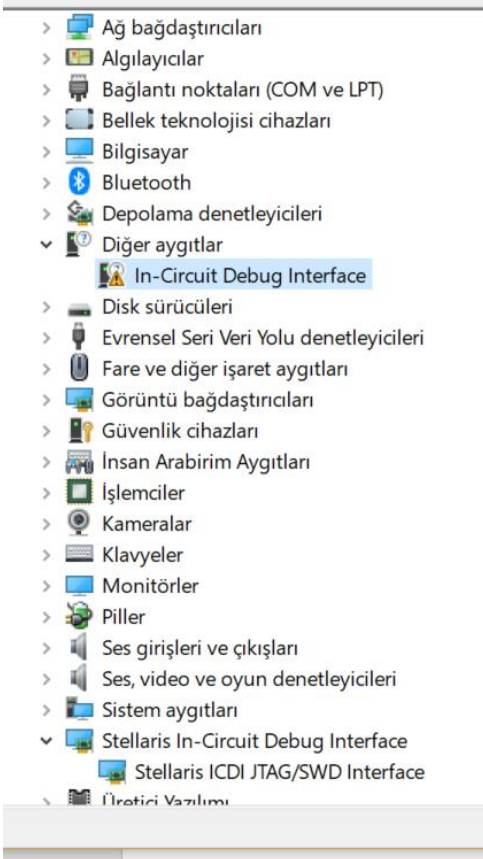 Ağ bağdaştırıcıları
Algılayıcılar
Bağlantı noktaları (COM ve LPT)
Bellek teknolojisi cihazları
Bilgisayar
Bluetooth
Depolama denetleyicileri
Diğer aygıtlar
In-Circuit Debug Interface
Disk sürücüleri
Evrensel Seri Veri Yolu denetleyicileri
Fare ve diğer işaret aygıtları
Görüntü bağdaştırıcıları
Güvenlik cihazları
İnsan Arabirim Aygıtları
İşlemciler
Kameralar
Klavyeler
Monitörler
Piller
Ses girişleri ve çıkışları
Ses, video ve oyun denetleyicileri
Sistem aygıtları
Stellaris In-Circuit Debug Interface
Stellaris ICDI JTAG/SWD Interface
Üretici Yazılımı